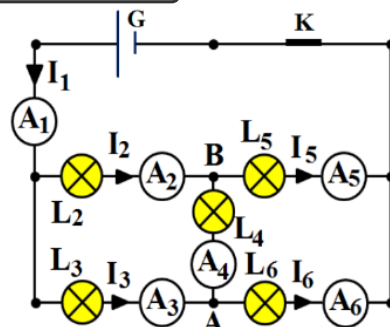 G K
I₁
A₁
I₂ B L₅ I₅
A₂ A₅
L₂ L₄
L₃ I₃ A₄ L₆ I₆
A₃ A₆
A